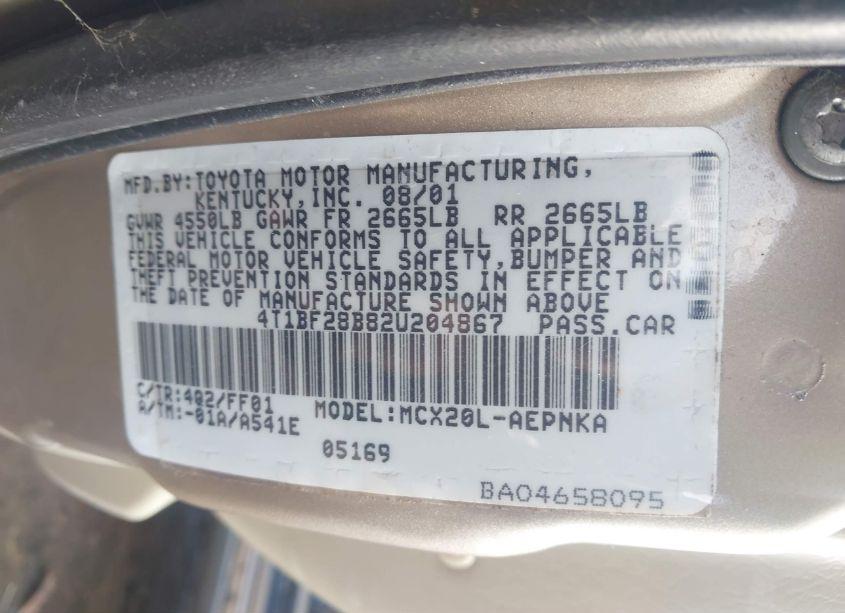 MFD.BY:TOYOTA MOTOR MANUFACTURING,
KENTUCKY,INC. 08/01
GVWR 4550LB GAWR FR 2665LB RR 2665LB
THIS VEHICLE CONFORMS TO ALL APPLICABLE
FEDERAL MOTOR VEHICLE SAFETY,BUMPER AND
THEFT PREVENTION STANDARDS IN EFFECT ON
THE DATE OF MANUFACTURE SHOWN ABOVE
4T1BF28B82U204867 PASS.CAR
C/TR:4Q2/FF01
A/TM:-01A/A541E
MODEL:MCX20L-AEPNKA
05169
BA04658095